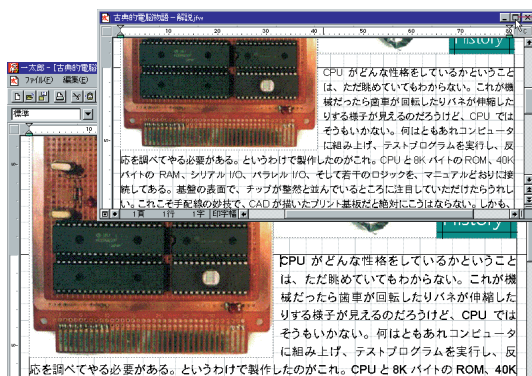 古典的電脳物語－解説.jfw
10 20 30 40 50 60 70 80
History
CPU がどんな性格をしているかということ
は、ただ眺めていてもわからない。これが機
械だったら歯車が回転したりバネが伸縮した
りする様子が見えるのだろうけど、CPU では
そうもいかない。何はともあれコンピュータ
に組み上げ、テストプログラムを実行し、反
応を調べてやる必要がある。というわけで製作したのがこれ。CPU と 8K バイトの ROM、40K
バイトの RAM、シリアル I/O、パラレル I/O、そして若干のロジックを、マニュアルどおりに接
続してある。基盤の表面で、チップが整然と並んでいるところに注目していただけたらうれし
い。これこそ手配線の妙技で、CAD が描いたプリント基板だと絶対にこうはならない。しかも、
1頁 1行 1字 印字幅
一太郎 - [古典的電脳
ファイル(F) 編集(E)
標準
10
CPU がどんな性格をしているかということ
は、ただ眺めていてもわからない。これが機
械だったら歯車が回転したりバネが伸縮した
りする様子が見えるのだろうけど、CPU では
そうもいかない。何はともあれコンピュータ
に組み上げ、テストプログラムを実行し、反
応を調べてやる必要がある。というわけで製作したのがこれ。CPU と 8K バイトの ROM、40K